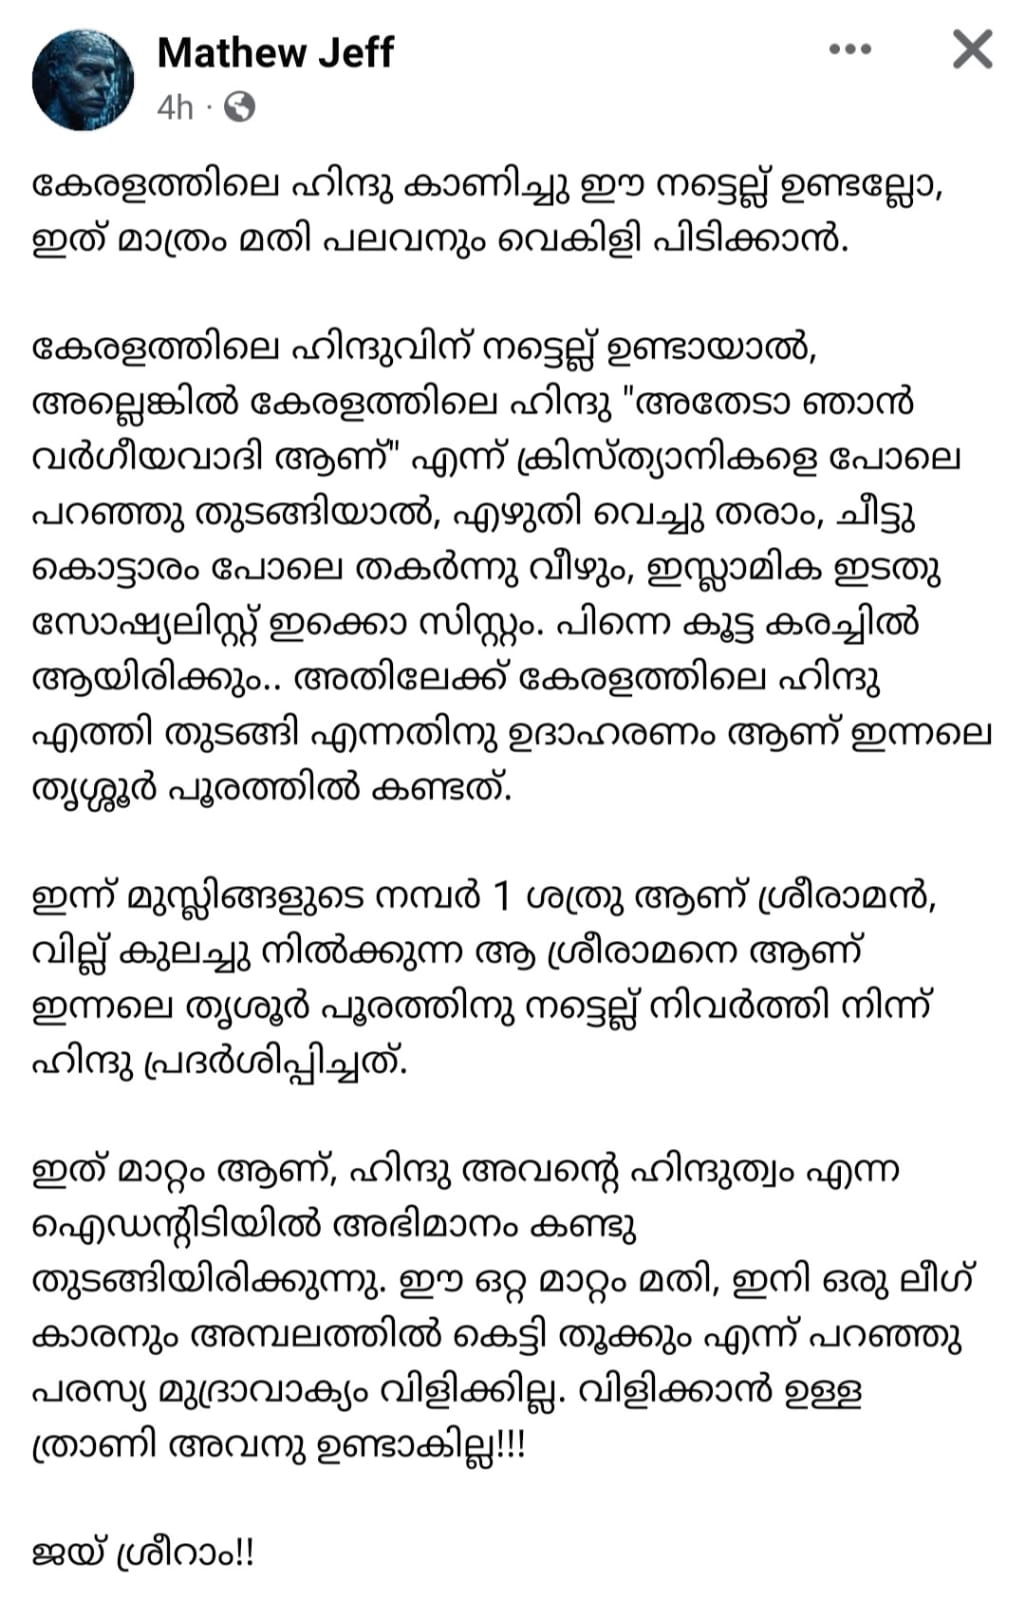 Mathew Jeff
4h ·
കേരളത്തിലെ ഹിന്ദു കാണിച്ചു ഈ നട്ടെല്ല് ഉണ്ടല്ലോ,
ഇത് മാത്രം മതി പലവനും വെകിളി പിടിക്കാൻ.
കേരളത്തിലെ ഹിന്ദുവിന് നട്ടെല്ല് ഉണ്ടായാൽ,
അല്ലെങ്കിൽ കേരളത്തിലെ ഹിന്ദു "അതേടാ ഞാൻ
വർഗീയവാദി ആണ്" എന്ന് ക്രിസ്ത്യാനികളെ പോലെ
പറഞ്ഞു തുടങ്ങിയാൽ, എഴുതി വെച്ചു തരാം, ചീട്ടു
കൊട്ടാരം പോലെ തകർന്നു വീഴും, ഇസ്ലാമിക ഇടതു
സോഷ്യലിസ്റ്റ് ഇക്കൊ സിസ്റ്റം. പിന്നെ കൂട്ട കരച്ചിൽ
ആയിരിക്കും.. അതിലേക്ക് കേരളത്തിലെ ഹിന്ദു
എത്തി തുടങ്ങി എന്നതിനു ഉദാഹരണം ആണ് ഇന്നലെ
തൃശ്ശൂർ പൂരത്തിൽ കണ്ടത്.
ഇന്ന് മുസ്ലിങ്ങളുടെ നമ്പർ 1 ശത്രു ആണ് ശ്രീരാമൻ,
വില്ല് കുലച്ചു നിൽക്കുന്ന ആ ശ്രീരാമനെ ആണ്
ഇന്നലെ തൃശൂർ പൂരത്തിനു നട്ടെല്ല് നിവർത്തി നിന്ന്
ഹിന്ദു പ്രദർശിപ്പിച്ചത്.
ഇത് മാറ്റം ആണ്, ഹിന്ദു അവന്റെ ഹിന്ദുത്വം എന്ന
ഐഡന്റിടിയിൽ അഭിമാനം കണ്ടു
തുടങ്ങിയിരിക്കുന്നു. ഈ ഒറ്റ മാറ്റം മതി, ഇനി ഒരു ലീഗ്
കാരനും അമ്പലത്തിൽ കെട്ടി തൂക്കും എന്ന് പറഞ്ഞു
പരസ്യ മുദ്രാവാക്യം വിളിക്കില്ല. വിളിക്കാൻ ഉള്ള
ത്രാണി അവനു ഉണ്ടാകില്ല!!!
ജയ് ശ്രീറാം!!